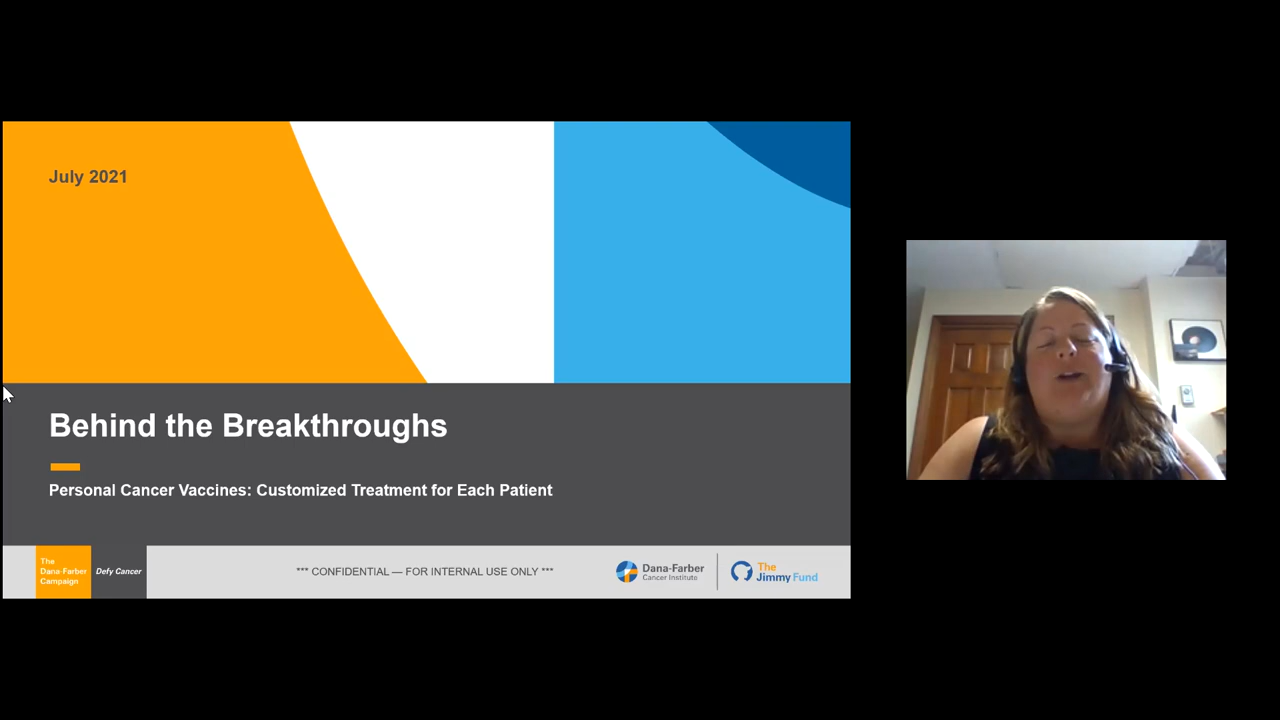 July 2021
Behind the Breakthroughs
Personal Cancer Vaccines: Customized Treatment for Each Patient
The
Dana-Farber
Campaign
Defy Cancer
*** CONFIDENTIAL — FOR INTERNAL USE ONLY ***
Dana-Farber
Cancer Institute
The
Jimmy Fund